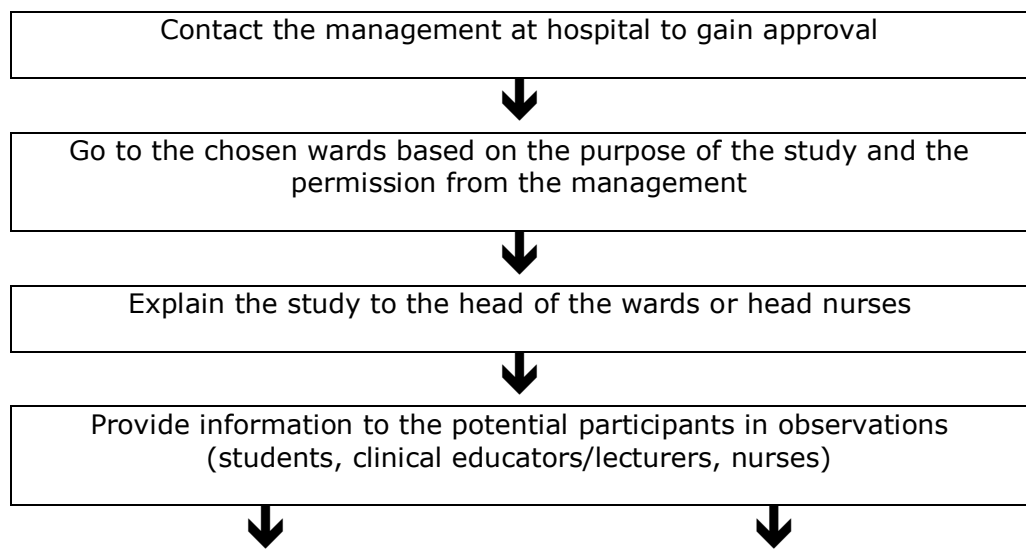 Contact the management at hospital to gain approval
Go to the chosen wards based on the purpose of the study and the
permission from the management
Explain the study to the head of the wards or head nurses
Provide information to the potential participants in observations
(students, clinical educators/lecturers, nurses)